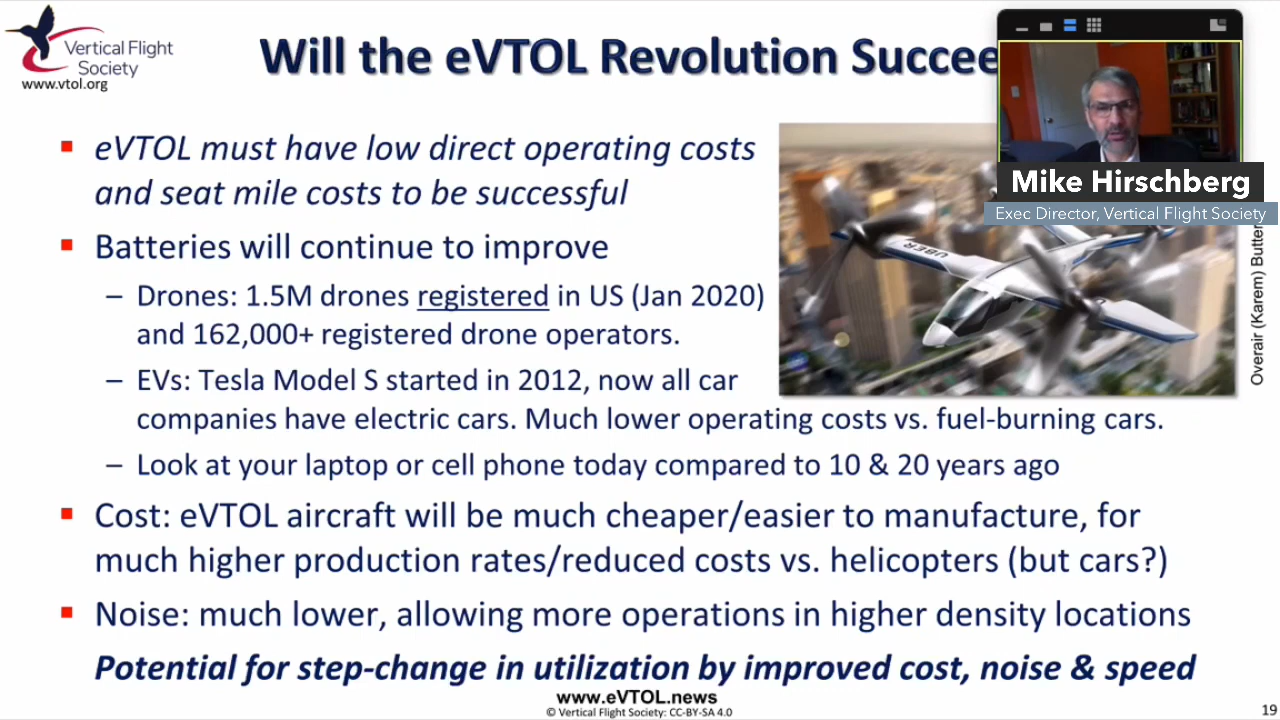 Vertical Flight
Society
www.vtol.org
Will the eVTOL Revolution Succee
Mike Hirschberg
Exec Director, Vertical Flight Society
▪ eVTOL must have low direct operating costs
and seat mile costs to be successful
▪ Batteries will continue to improve
– Drones: 1.5M drones registered in US (Jan 2020)
and 162,000+ registered drone operators.
– EVs: Tesla Model S started in 2012, now all car
companies have electric cars. Much lower operating costs vs. fuel-burning cars.
– Look at your laptop or cell phone today compared to 10 & 20 years ago
UBER
Overair (Karem) Butter
▪ Cost: eVTOL aircraft will be much cheaper/easier to manufacture, for
much higher production rates/reduced costs vs. helicopters (but cars?)
▪ Noise: much lower, allowing more operations in higher density locations
Potential for step-change in utilization by improved cost, noise & speed
www.eVTOL.news
© Vertical Flight Society: CC-BY-SA 4.0
19